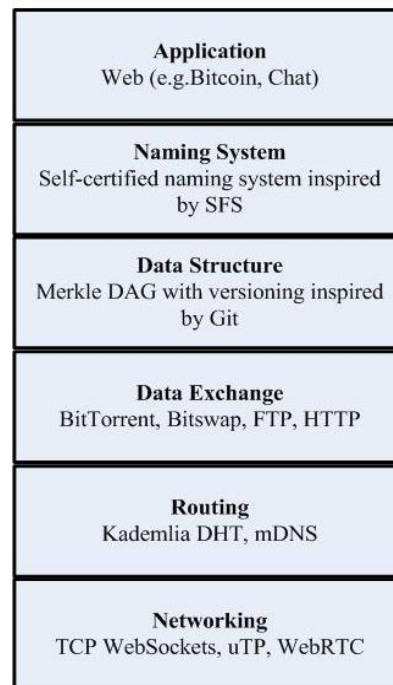 Application
Web (e.g.Bitcoin, Chat)
Naming System
Self-certified naming system inspired
by SFS
Data Structure
Merkle DAG with versioning inspired
by Git
Data Exchange
BitTorrent, Bitswap, FTP, HTTP
Routing
Kademlia DHT, mDNS
Networking
TCP WebSockets, uTP, WebRTC